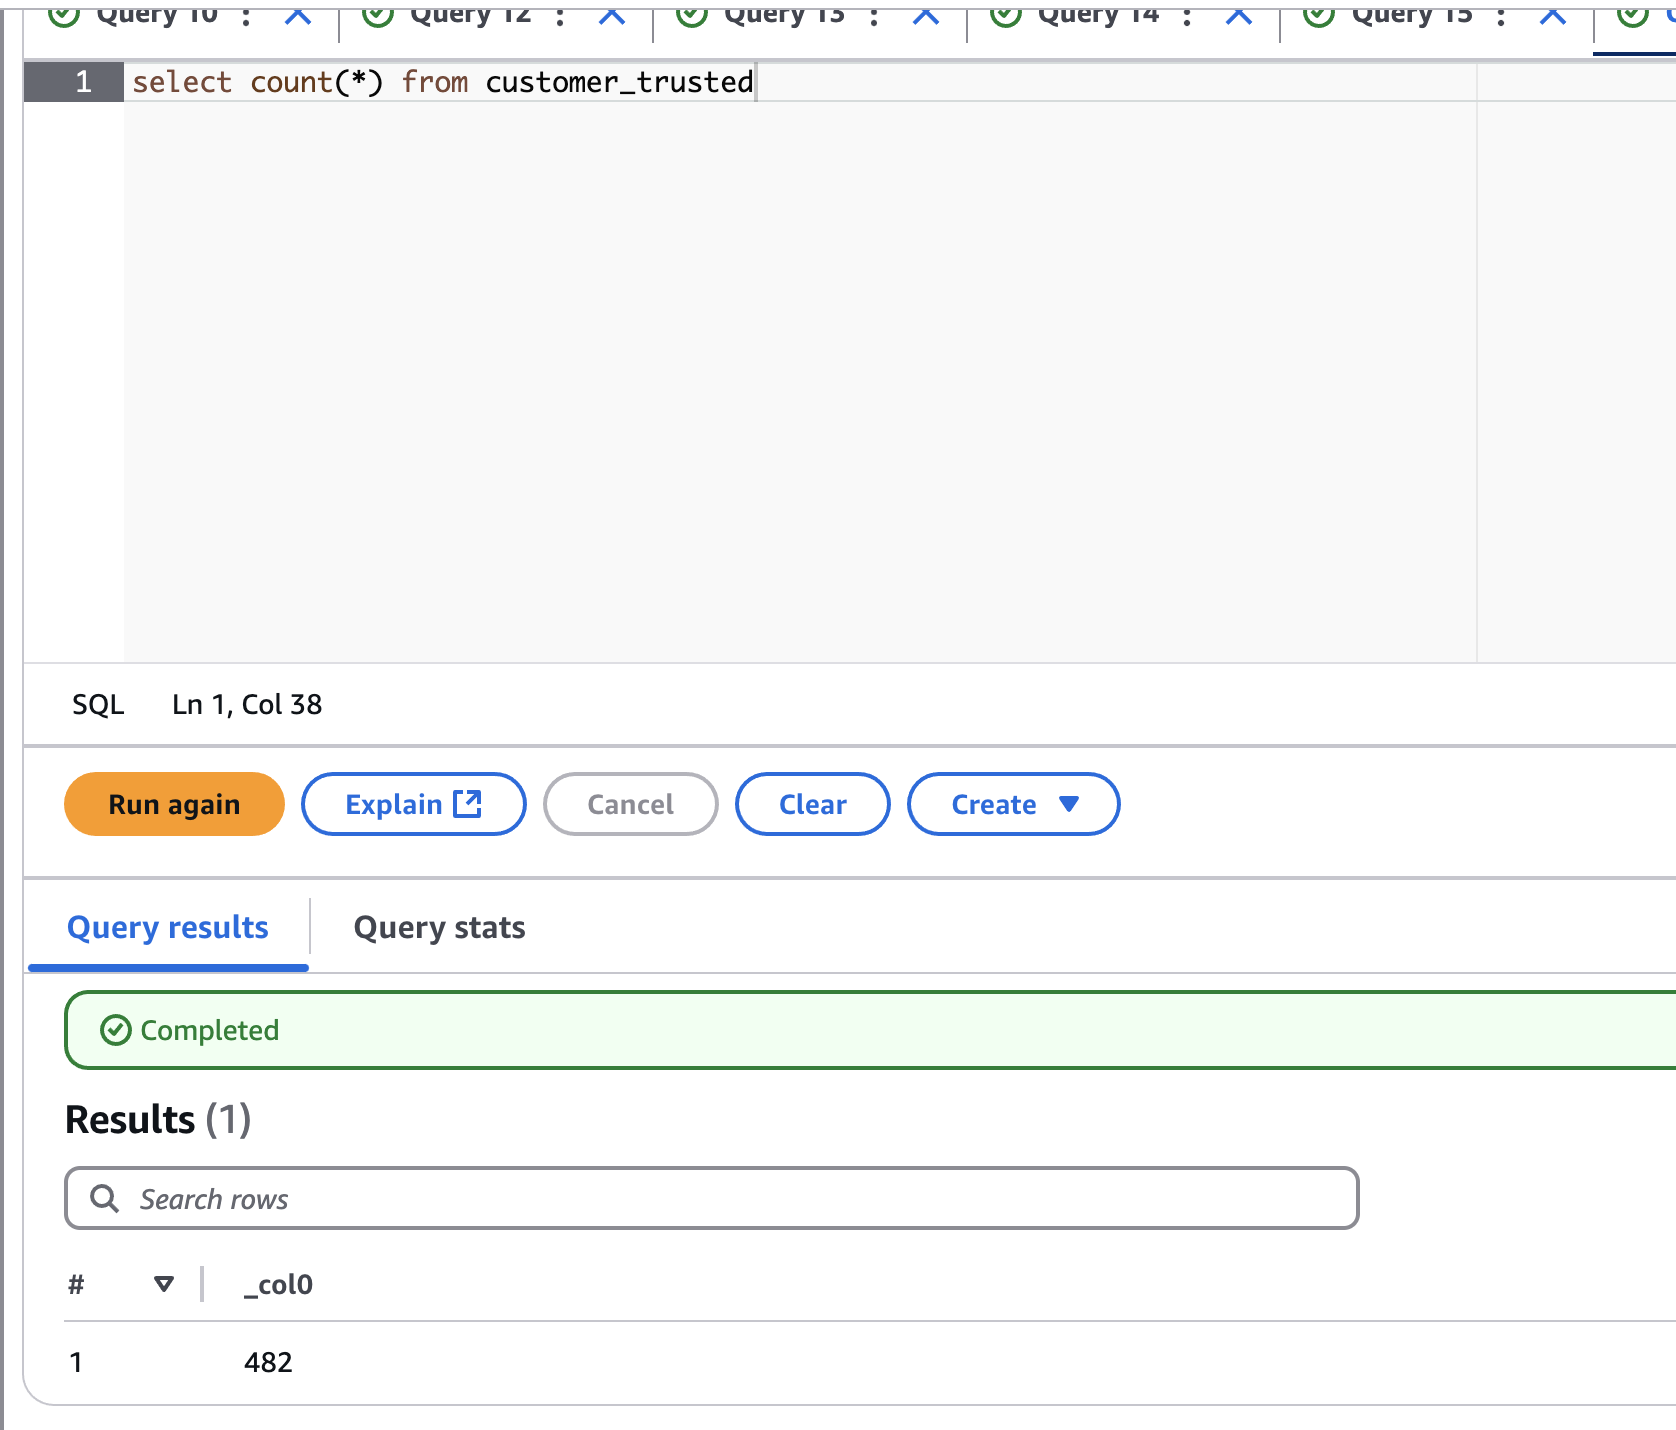 Query 10 Query 12 Query 13 Query 14 Query 15
1 select count(*) from customer_trusted
SQL Ln 1, Col 38
Run again Explain Cancel Clear Create
Query results Query stats
Completed
Results (1)
Search rows
# _col0
1 482